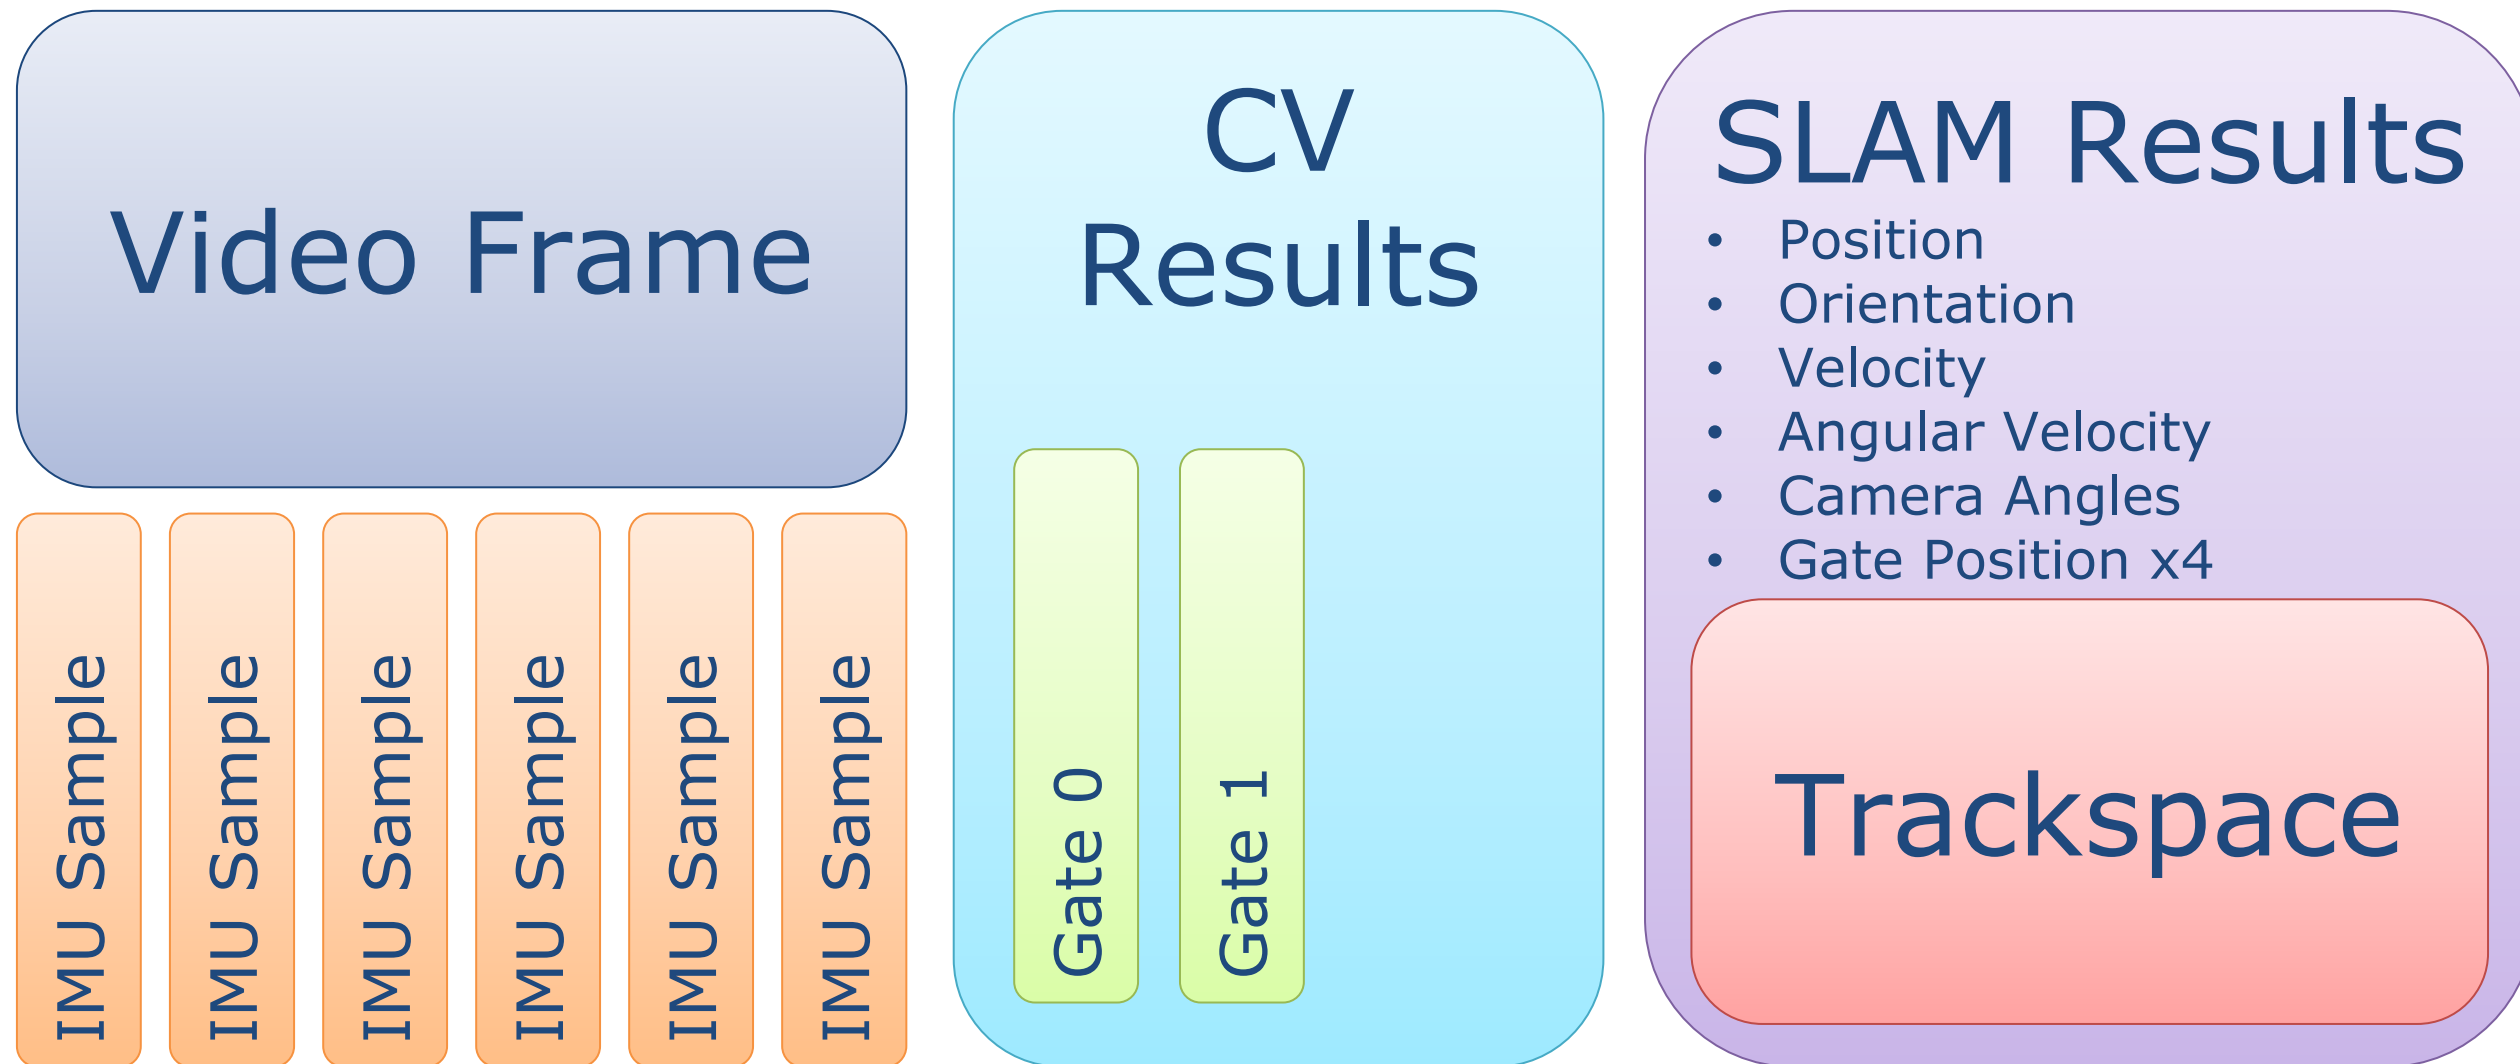 Video Frame
IMU Sample
IMU Sample
IMU Sample
IMU Sample
IMU Sample
IMU Sample
CV
Results
Gate 0
Gate 1
SLAM Results
• Position
• Orientation
• Velocity
• Angular Velocity
• Camera Angles
• Gate Position x4
Trackspace